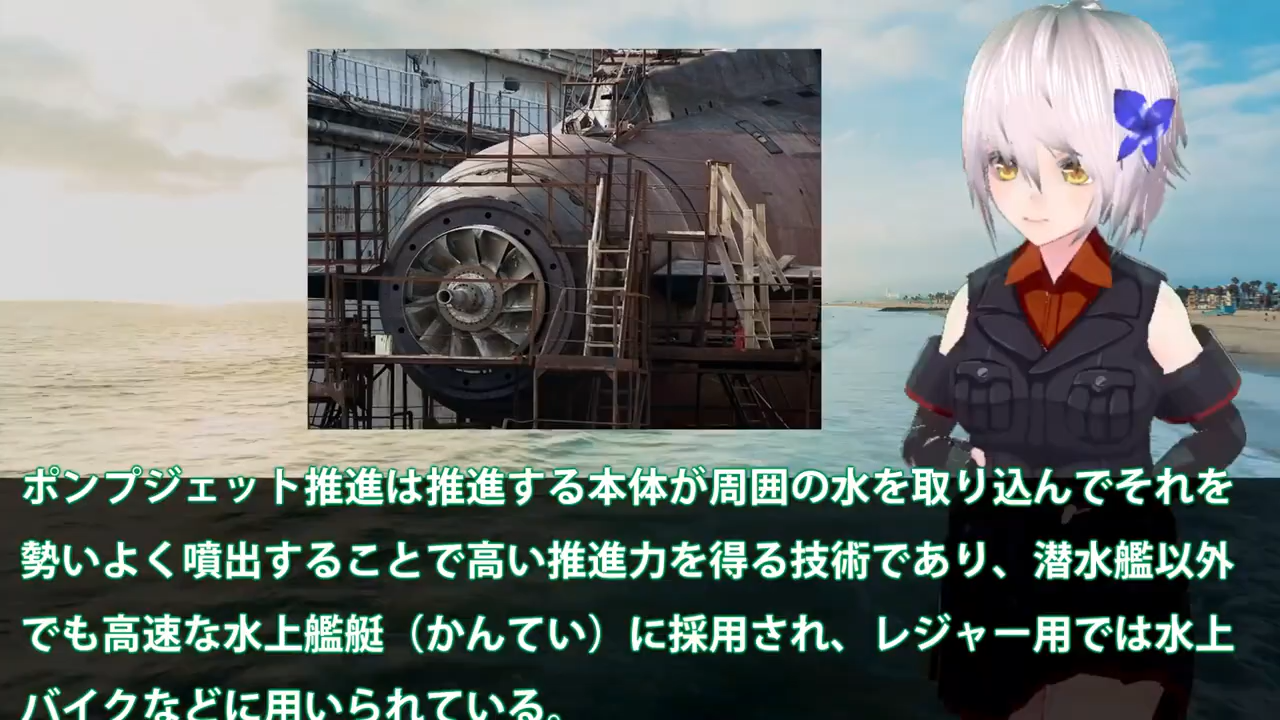 ポンプジェット推進は推進する本体が周囲の水を取り込んでそれを
勢いよく噴出することで高い推進力を得る技術であり、潜水艦以外
でも高速な水上艦艇（かんてい）に採用され、レジャー用では水上
バイクなどに用いられている。